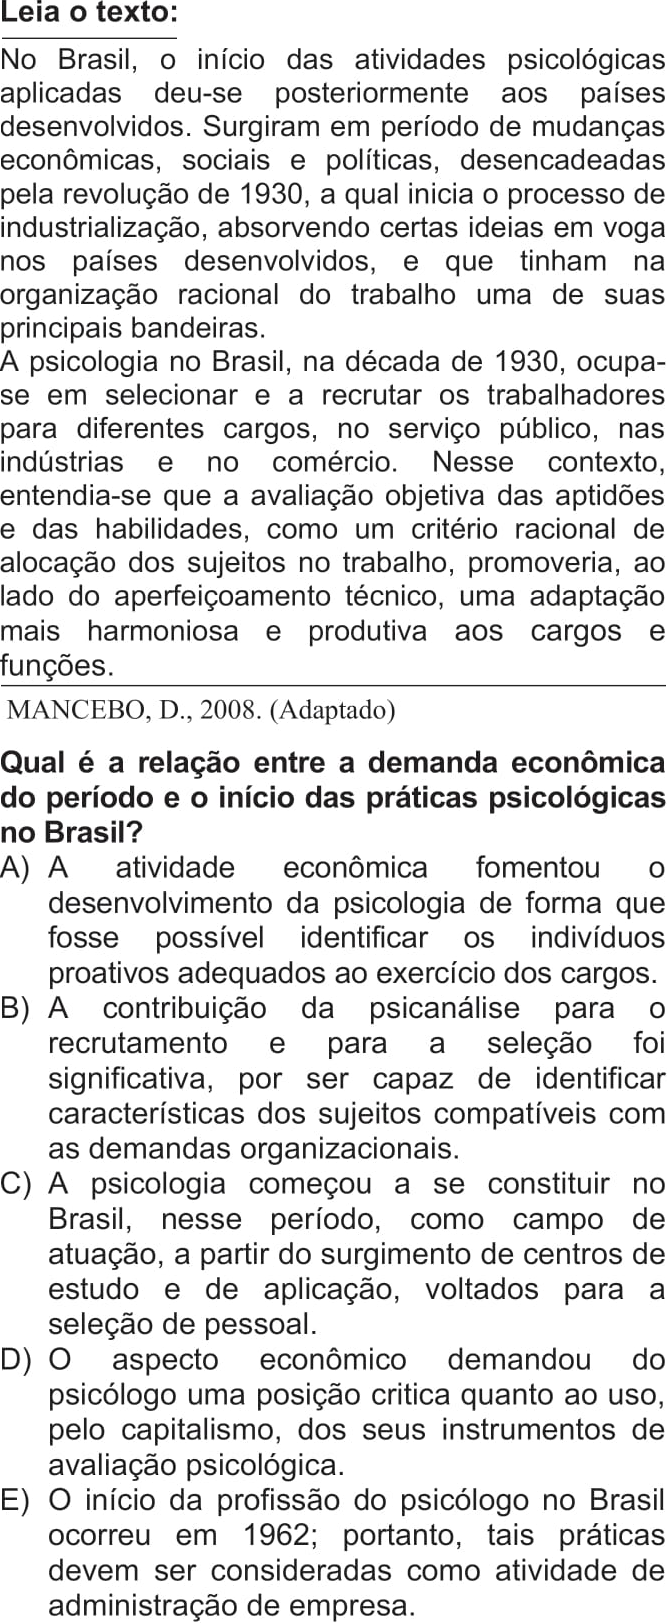 Leia o texto:
No Brasil, o início das atividades psicológicas
aplicadas deu-se posteriormente aos países
desenvolvidos. Surgiram em período de mudanças
econômicas, sociais e políticas, desencadeadas
pela revolução de 1930, a qual inicia o processo de
industrialização, absorvendo certas ideias em voga
nos países desenvolvidos, e que tinham na
organização racional do trabalho uma de suas
principais bandeiras.
A psicologia no Brasil, na década de 1930, ocupa-
se em selecionar e a recrutar os trabalhadores
para diferentes cargos, no serviço público, nas
indústrias e no comércio. Nesse contexto,
entendia-se que a avaliação objetiva das aptidões
e das habilidades, como um critério racional de
alocação dos sujeitos no trabalho, promoveria, ao
lado do aperfeiçoamento técnico, uma adaptação
mais harmoniosa e produtiva aos cargos e
funções.
MANCEBO, D., 2008. (Adaptado)
Qual é a relação entre a demanda econômica
do período e o início das práticas psicológicas
no Brasil?
A) A atividade econômica fomentou o
desenvolvimento da psicologia de forma que
fosse possível identificar os indivíduos
proativos adequados ao exercício dos cargos.
B) A contribuição da psicanálise para o
recrutamento e para a seleção foi
significativa, por ser capaz de identificar
características dos sujeitos compatíveis com
as demandas organizacionais.
C) A psicologia começou a se constituir no
Brasil, nesse período, como campo de
atuação, a partir do surgimento de centros de
estudo e de aplicação, voltados para a
seleção de pessoal.
D) O aspecto econômico demandou do
psicólogo uma posição critica quanto ao uso,
pelo capitalismo, dos seus instrumentos de
avaliação psicológica.
E) O início da profissão do psicólogo no Brasil
ocorreu em 1962; portanto, tais práticas
devem ser consideradas como atividade de
administração de empresa.